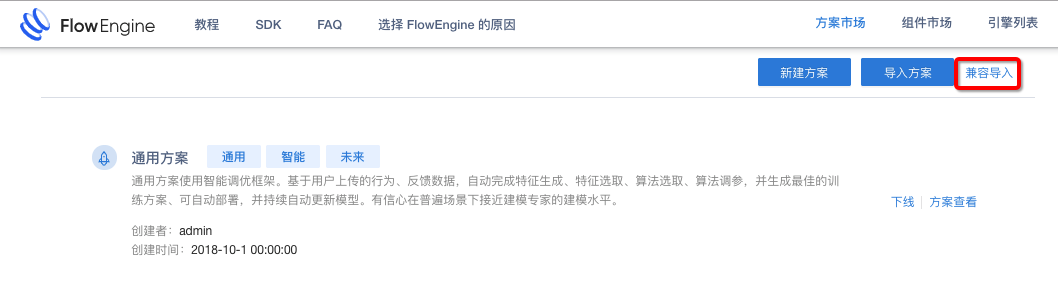 FlowEngine 教程 SDK FAQ 选择 FlowEngine 的原因 方案市场 组件市场 引擎列表
新建方案 导入方案 兼容导入
通用方案 通用 智能 未来
通用方案使用智能调优框架。基于用户上传的行为、反馈数据，自动完成特征生成、特征选取、算法选取、算法调参，并生成最佳的训
练方案、可自动部署，并持续自动更新模型。有信心在普遍场景下接近建模专家的建模水平。
下线 方案查看
创建者：admin
创建时间：2018-10-1 00:00:00